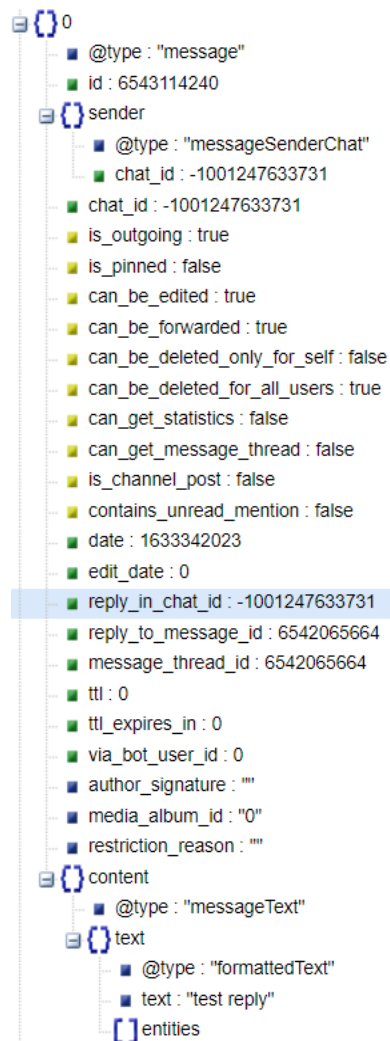 0
@type : "message"
id : 6543114240
sender
@type : "messageSenderChat"
chat_id : -1001247633731
chat_id : -1001247633731
is_outgoing : true
is_pinned : false
can_be_edited : true
can_be_forwarded : true
can_be_deleted_only_for_self : false
can_be_deleted_for_all_users : true
can_get_statistics : false
can_get_message_thread : false
is_channel_post : false
contains_unread_mention : false
date : 1633342023
edit_date : 0
reply_in_chat_id : -1001247633731
reply_to_message_id : 6542065664
message_thread_id : 6542065664
ttl : 0
ttl_expires_in : 0
via_bot_user_id : 0
author_signature : ""
media_album_id : "0"
restriction_reason : ""
content
@type : "messageText"
text
@type : "formattedText"
text : "test reply"
entities